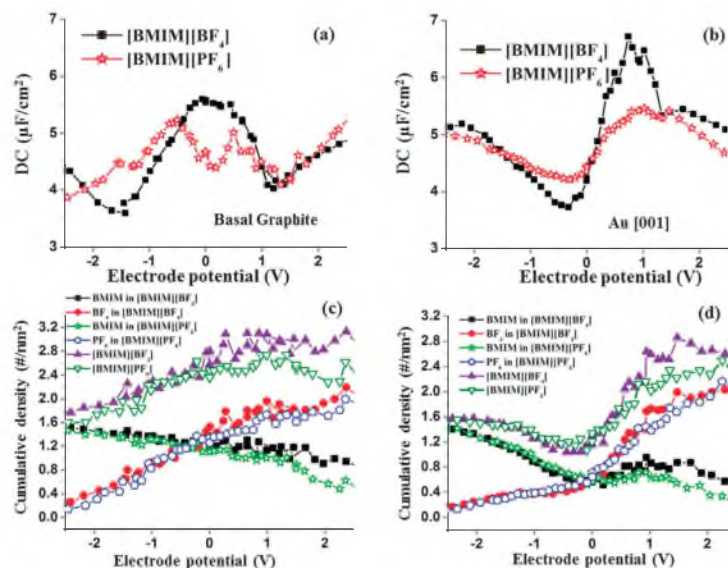 (a)
[BMIM][BF4]
[BMIM][PF6]
DC (μF/cm²)
6
5
4
3
Basal Graphite
-2 -1 0 1 2
Electrode potential (V)
(b)
[BMIM][BF4]
[BMIM][PF6]
DC (μF/cm²)
7
6
5
4
3
Au [001]
-2 -1 0 1 2
Electrode potential (V)
(c)
BMIM in [BMIM][BF4]
BF4 in [BMIM][BF4]
BMIM in [BMIM][PF6]
PF6 in [BMIM][PF6]
[BMIM][BF4]
[BMIM][PF6]
Cumulative density (#/nm²)
3.2
2.8
2.4
2.0
1.6
1.2
0.8
0.4
0.0
-2 -1 0 1 2
Electrode potential (V)
(d)
BMIM in [BMIM][BF4]
BF4 in [BMIM][BF4]
BMIM in [BMIM][PF6]
PF6 in [BMIM][PF6]
[BMIM][BF4]
[BMIM][PF6]
Cumulative density (#/nm²)
3.2
2.8
2.4
2.0
1.6
1.2
0.8
0.4
0.0
-2 -1 0 1 2
Electrode potential (V)